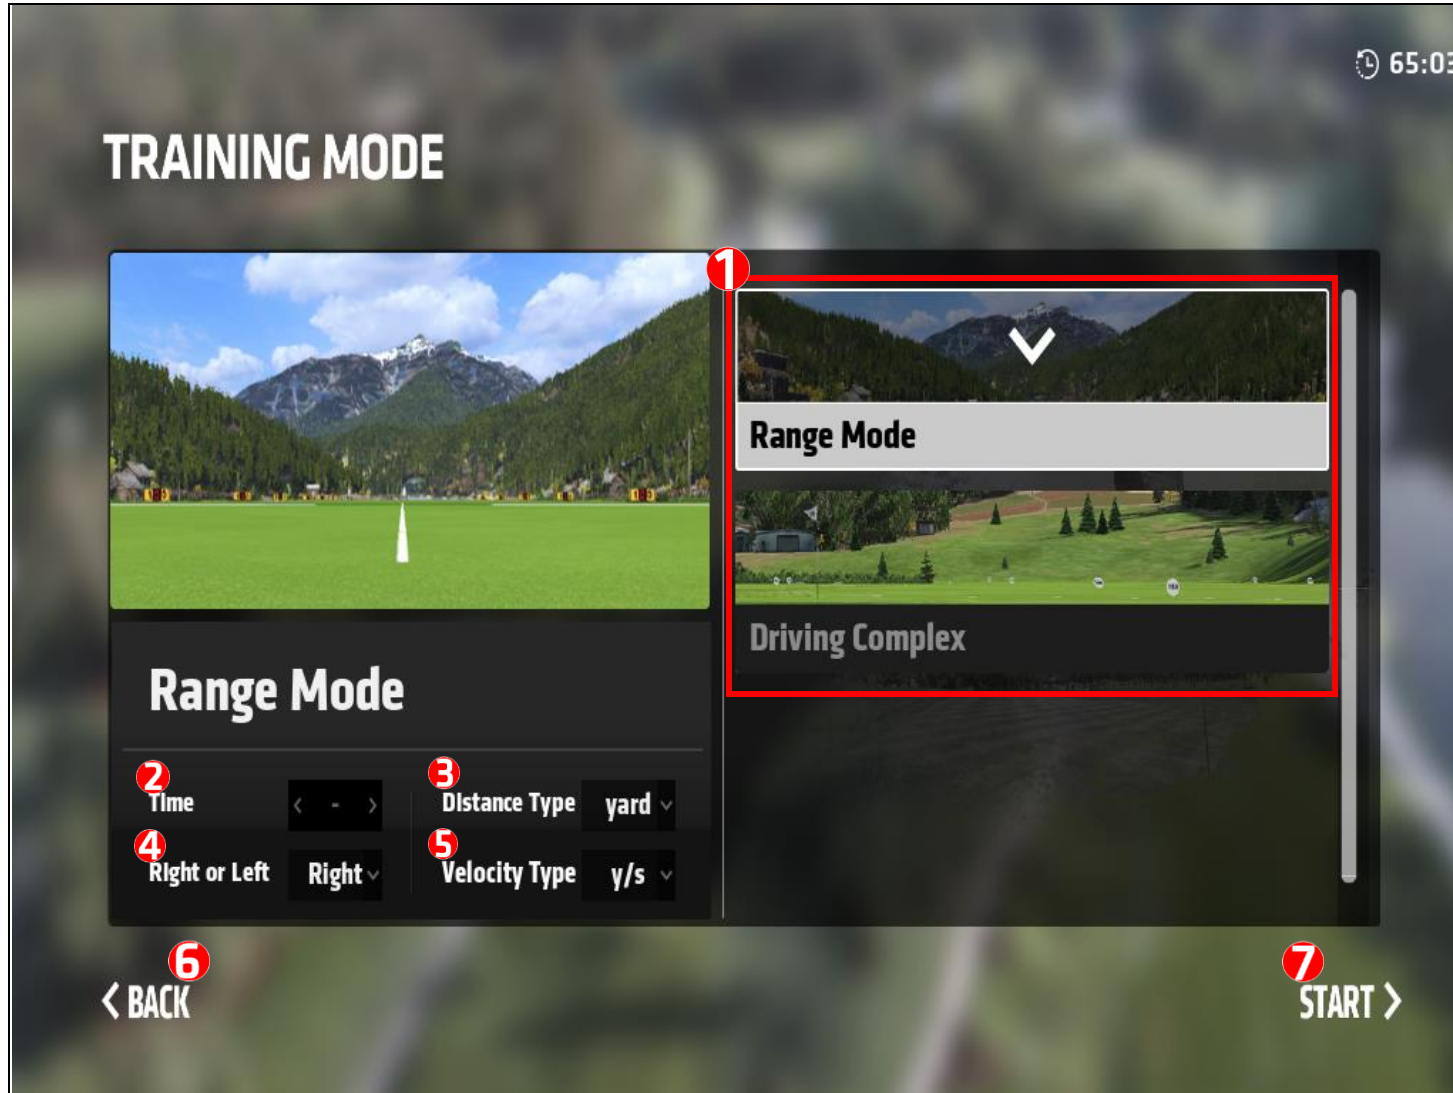 65:03
TRAINING MODE
1
Range Mode
Driving Complex
Range Mode
2
Time
-
3
Distance Type
yard
4
Right or Left
Right
5
Velocity Type
y/s
6
BACK
7
START